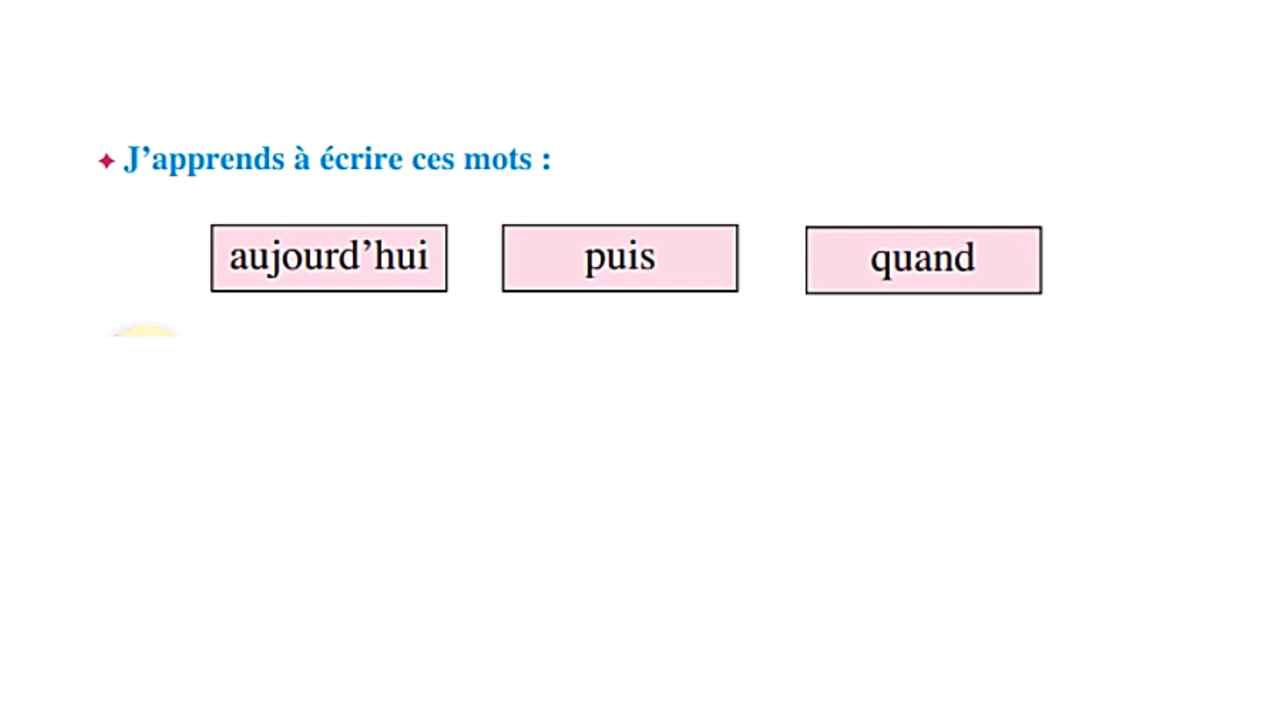 J’apprends à écrire ces mots :
aujourd’hui puis quand